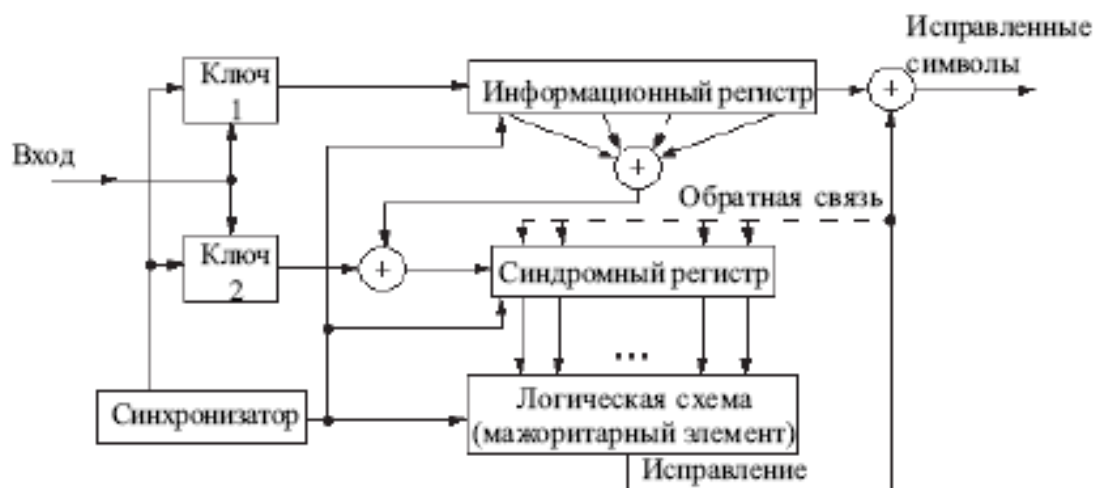 Исправленные
символы
Ключ
1
Информационный регистр
+
Вход
+
Обратная связь
Ключ
2
+
Синдромный регистр
...
Синхронизатор
Логическая схема
(мажоритарный элемент)
Исправление